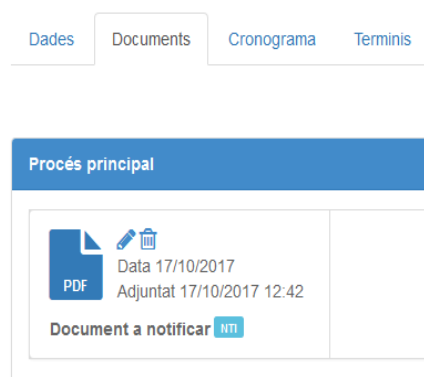 Dades Documents Cronograma Terminis
Procés principal
PDF
Data 17/10/2017
Adjuntat 17/10/2017 12:42
Document a notificar NTI